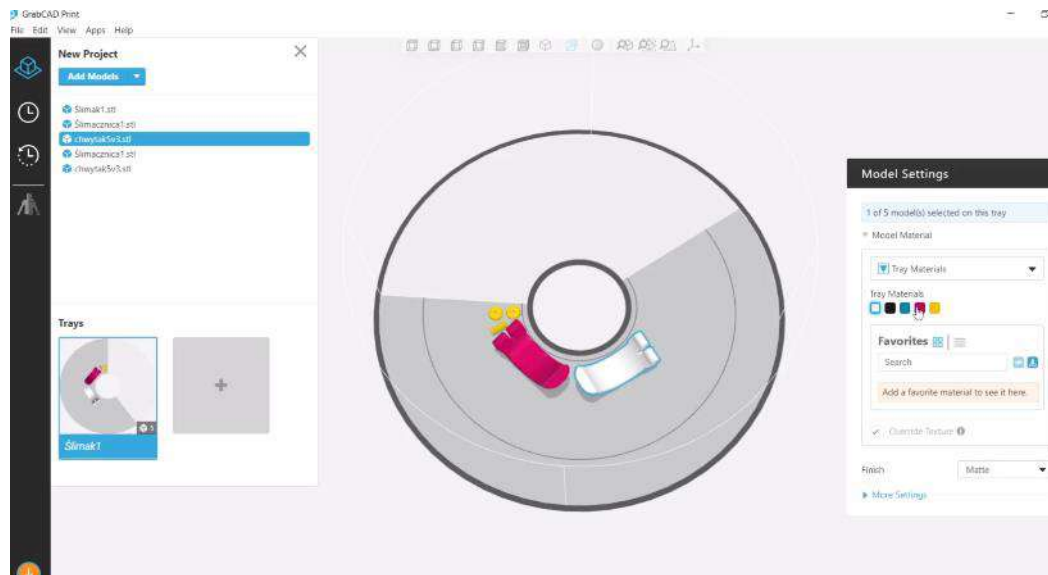 GrabCAD Print
File Edit View Apps Help
New Project
Add Models
Ślimak1.stl
Ślimacznica1.stl
chwytak5v3.stl
Ślimacznica1.stl
chwytak5v3.stl
Trays
Ślimak1
Model Settings
1 of 5 model(s) selected on this tray
Model Material
Tray Materials
Tray Materials
Favorites
Search
Add a favorite material to see it here.
Override Texture
Finish Matte
More Settings